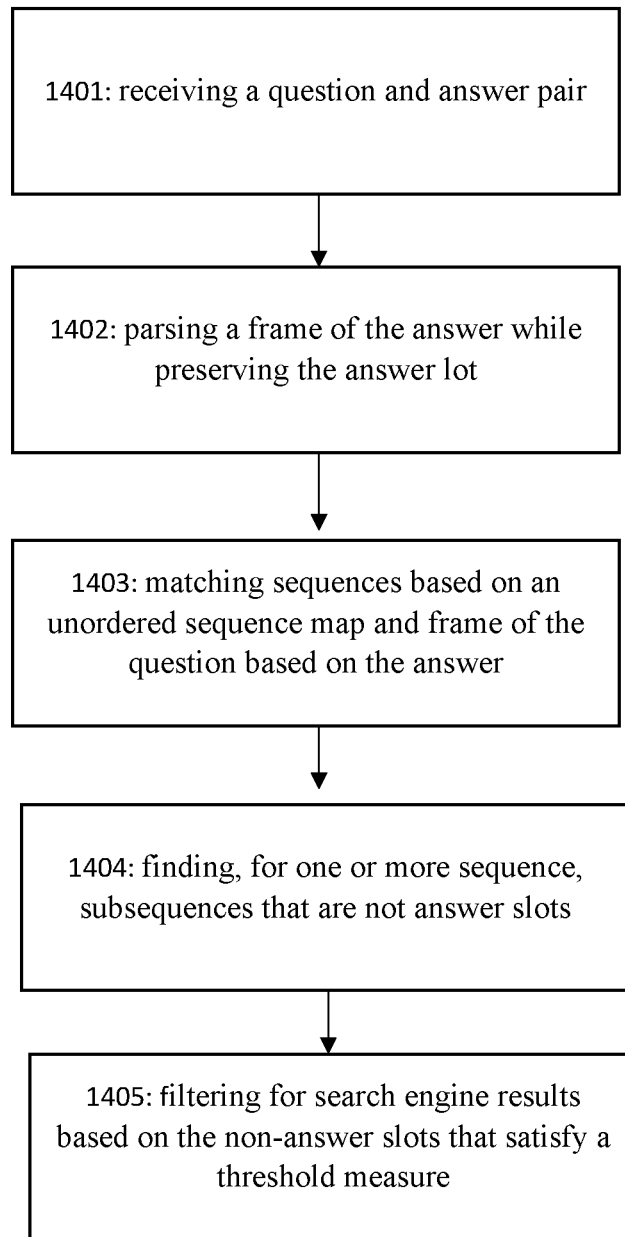 1401: receiving a question and answer pair
1402: parsing a frame of the answer while
preserving the answer lot
1403: matching sequences based on an
unordered sequence map and frame of the
question based on the answer
1404: finding, for one or more sequence,
subsequences that are not answer slots
1405: filtering for search engine results
based on the non-answer slots that satisfy a
threshold measure